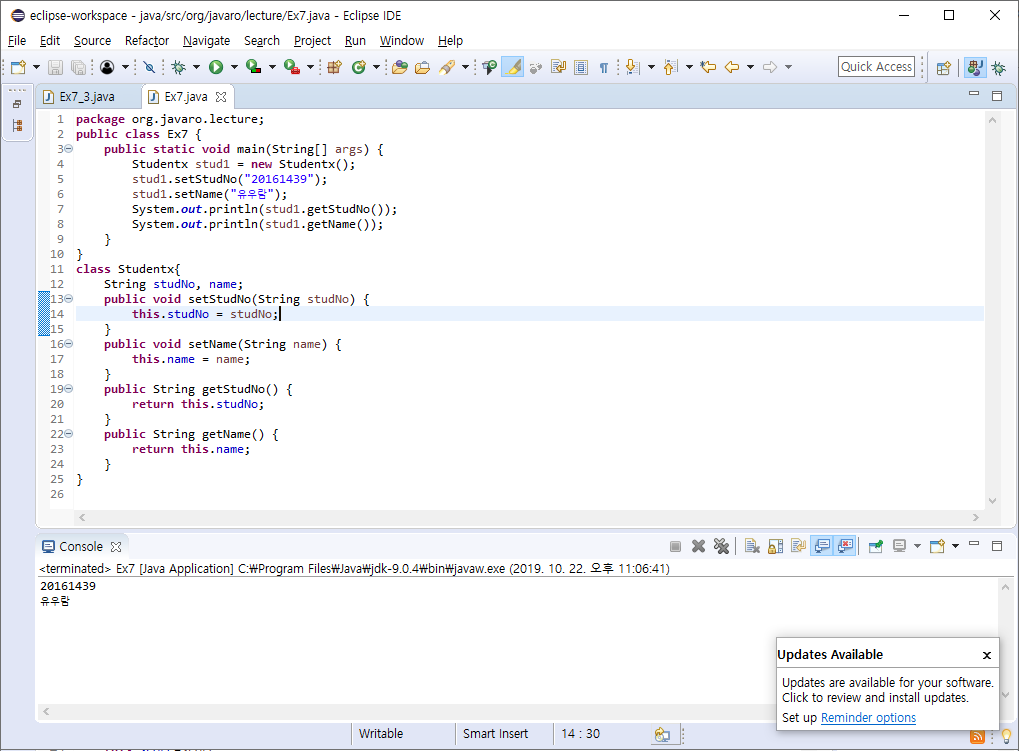 eclipse-workspace - java/src/org/javaro/lecture/Ex7.java - Eclipse IDE
File Edit Source Refactor Navigate Search Project Run Window Help
Quick Access
Ex7_3.java Ex7.java
1 package org.javaro.lecture;
2 public class Ex7 {
3 public static void main(String[] args) {
4 Studentx stud1 = new Studentx();
5 stud1.setStudNo("20161439");
6 stud1.setName("유우람");
7 System.out.println(stud1.getStudNo());
8 System.out.println(stud1.getName());
9 }
10 }
11 class Studentx{
12 String studNo, name;
13 public void setStudNo(String studNo) {
14 this.studNo = studNo;
15 }
16 public void setName(String name) {
17 this.name = name;
18 }
19 public String getStudNo() {
20 return this.studNo;
21 }
22 public String getName() {
23 return this.name;
24 }
25 }
26
Console
<terminated> Ex7 [Java Application] C:₩Program Files₩Java₩jdk-9.0.4₩bin₩javaw.exe (2019. 10. 22. 오후 11:06:41)
20161439
유우람
Updates Available x
Updates are available for your software.
Click to review and install updates.
Set up Reminder options
Writable Smart Insert 14 : 30